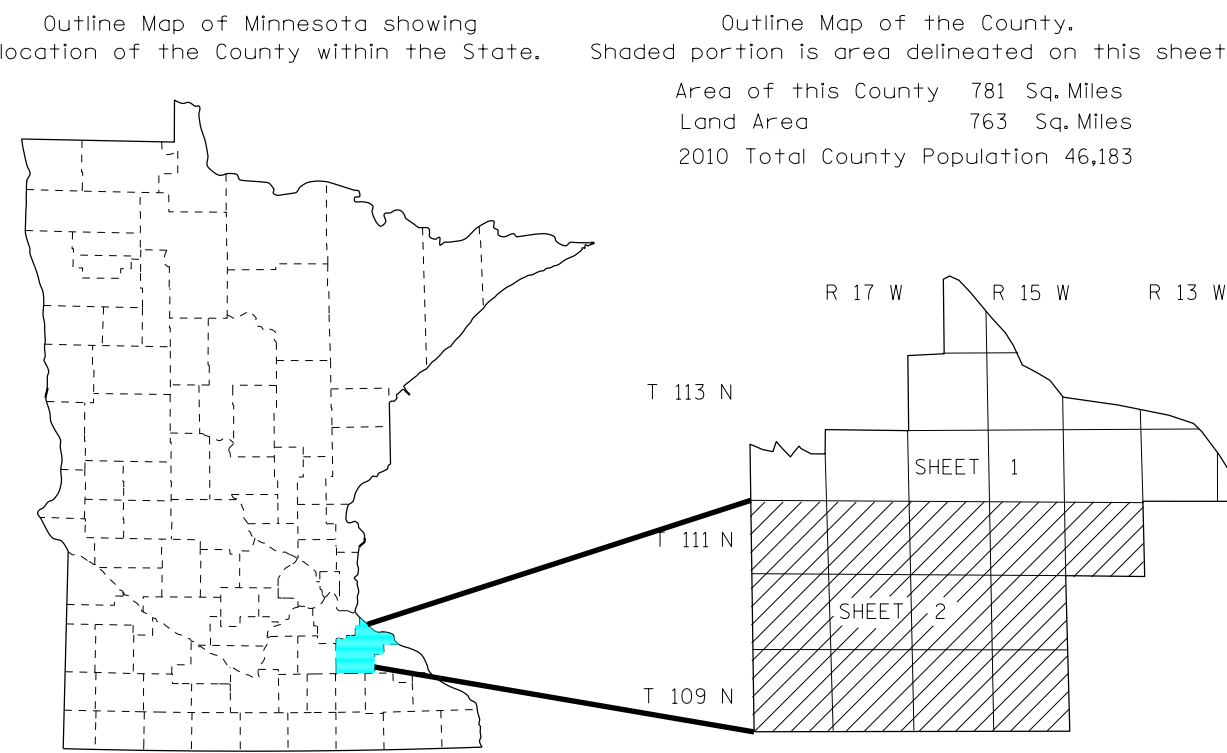 Outline Map of Minnesota showing
location of the County within the State.
Outline Map of the County.
Shaded portion is area delineated on this sheet
Area of this County 781 Sq. Miles
Land Area 763 Sq. Miles
2010 Total County Population 46,183
R 17 W R 15 W R 13 W
T 113 N
SHEET 1
T 111 N
SHEET 2
T 109 N